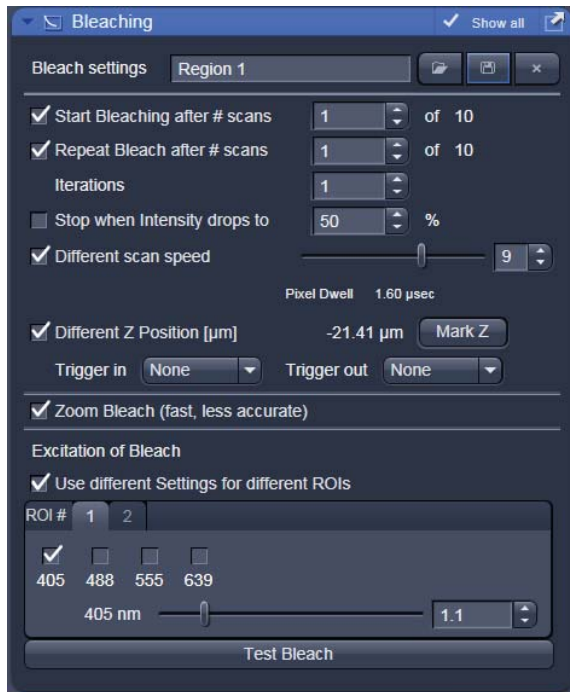 Bleaching Show all
Bleach settings Region 1
Start Bleaching after # scans 1 of 10
Repeat Bleach after # scans 1 of 10
Iterations 1
Stop when Intensity drops to 50 %
Different scan speed 9
Pixel Dwell 1.60 µsec
Different Z Position [µm] -21.41 µm Mark Z
Trigger in None Trigger out None
Zoom Bleach (fast, less accurate)
Excitation of Bleach
Use different Settings for different ROIs
ROI # 1 2
405 488 555 639
405 nm 1.1
Test Bleach